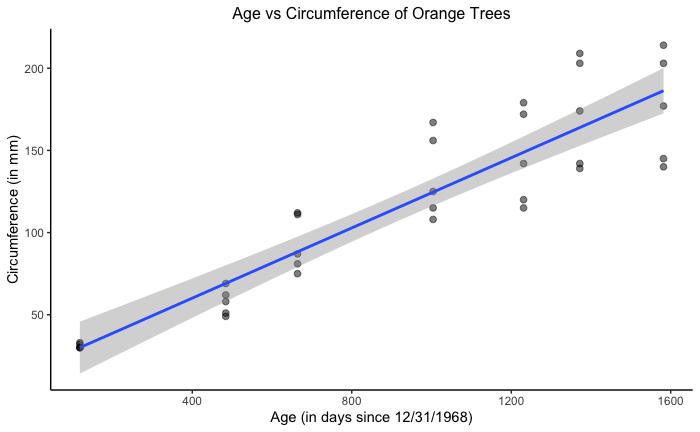 Age vs Circumference of Orange Trees
Circumference (in mm)
200
150
100
50
400 800 1200 1600
Age (in days since 12/31/1968)